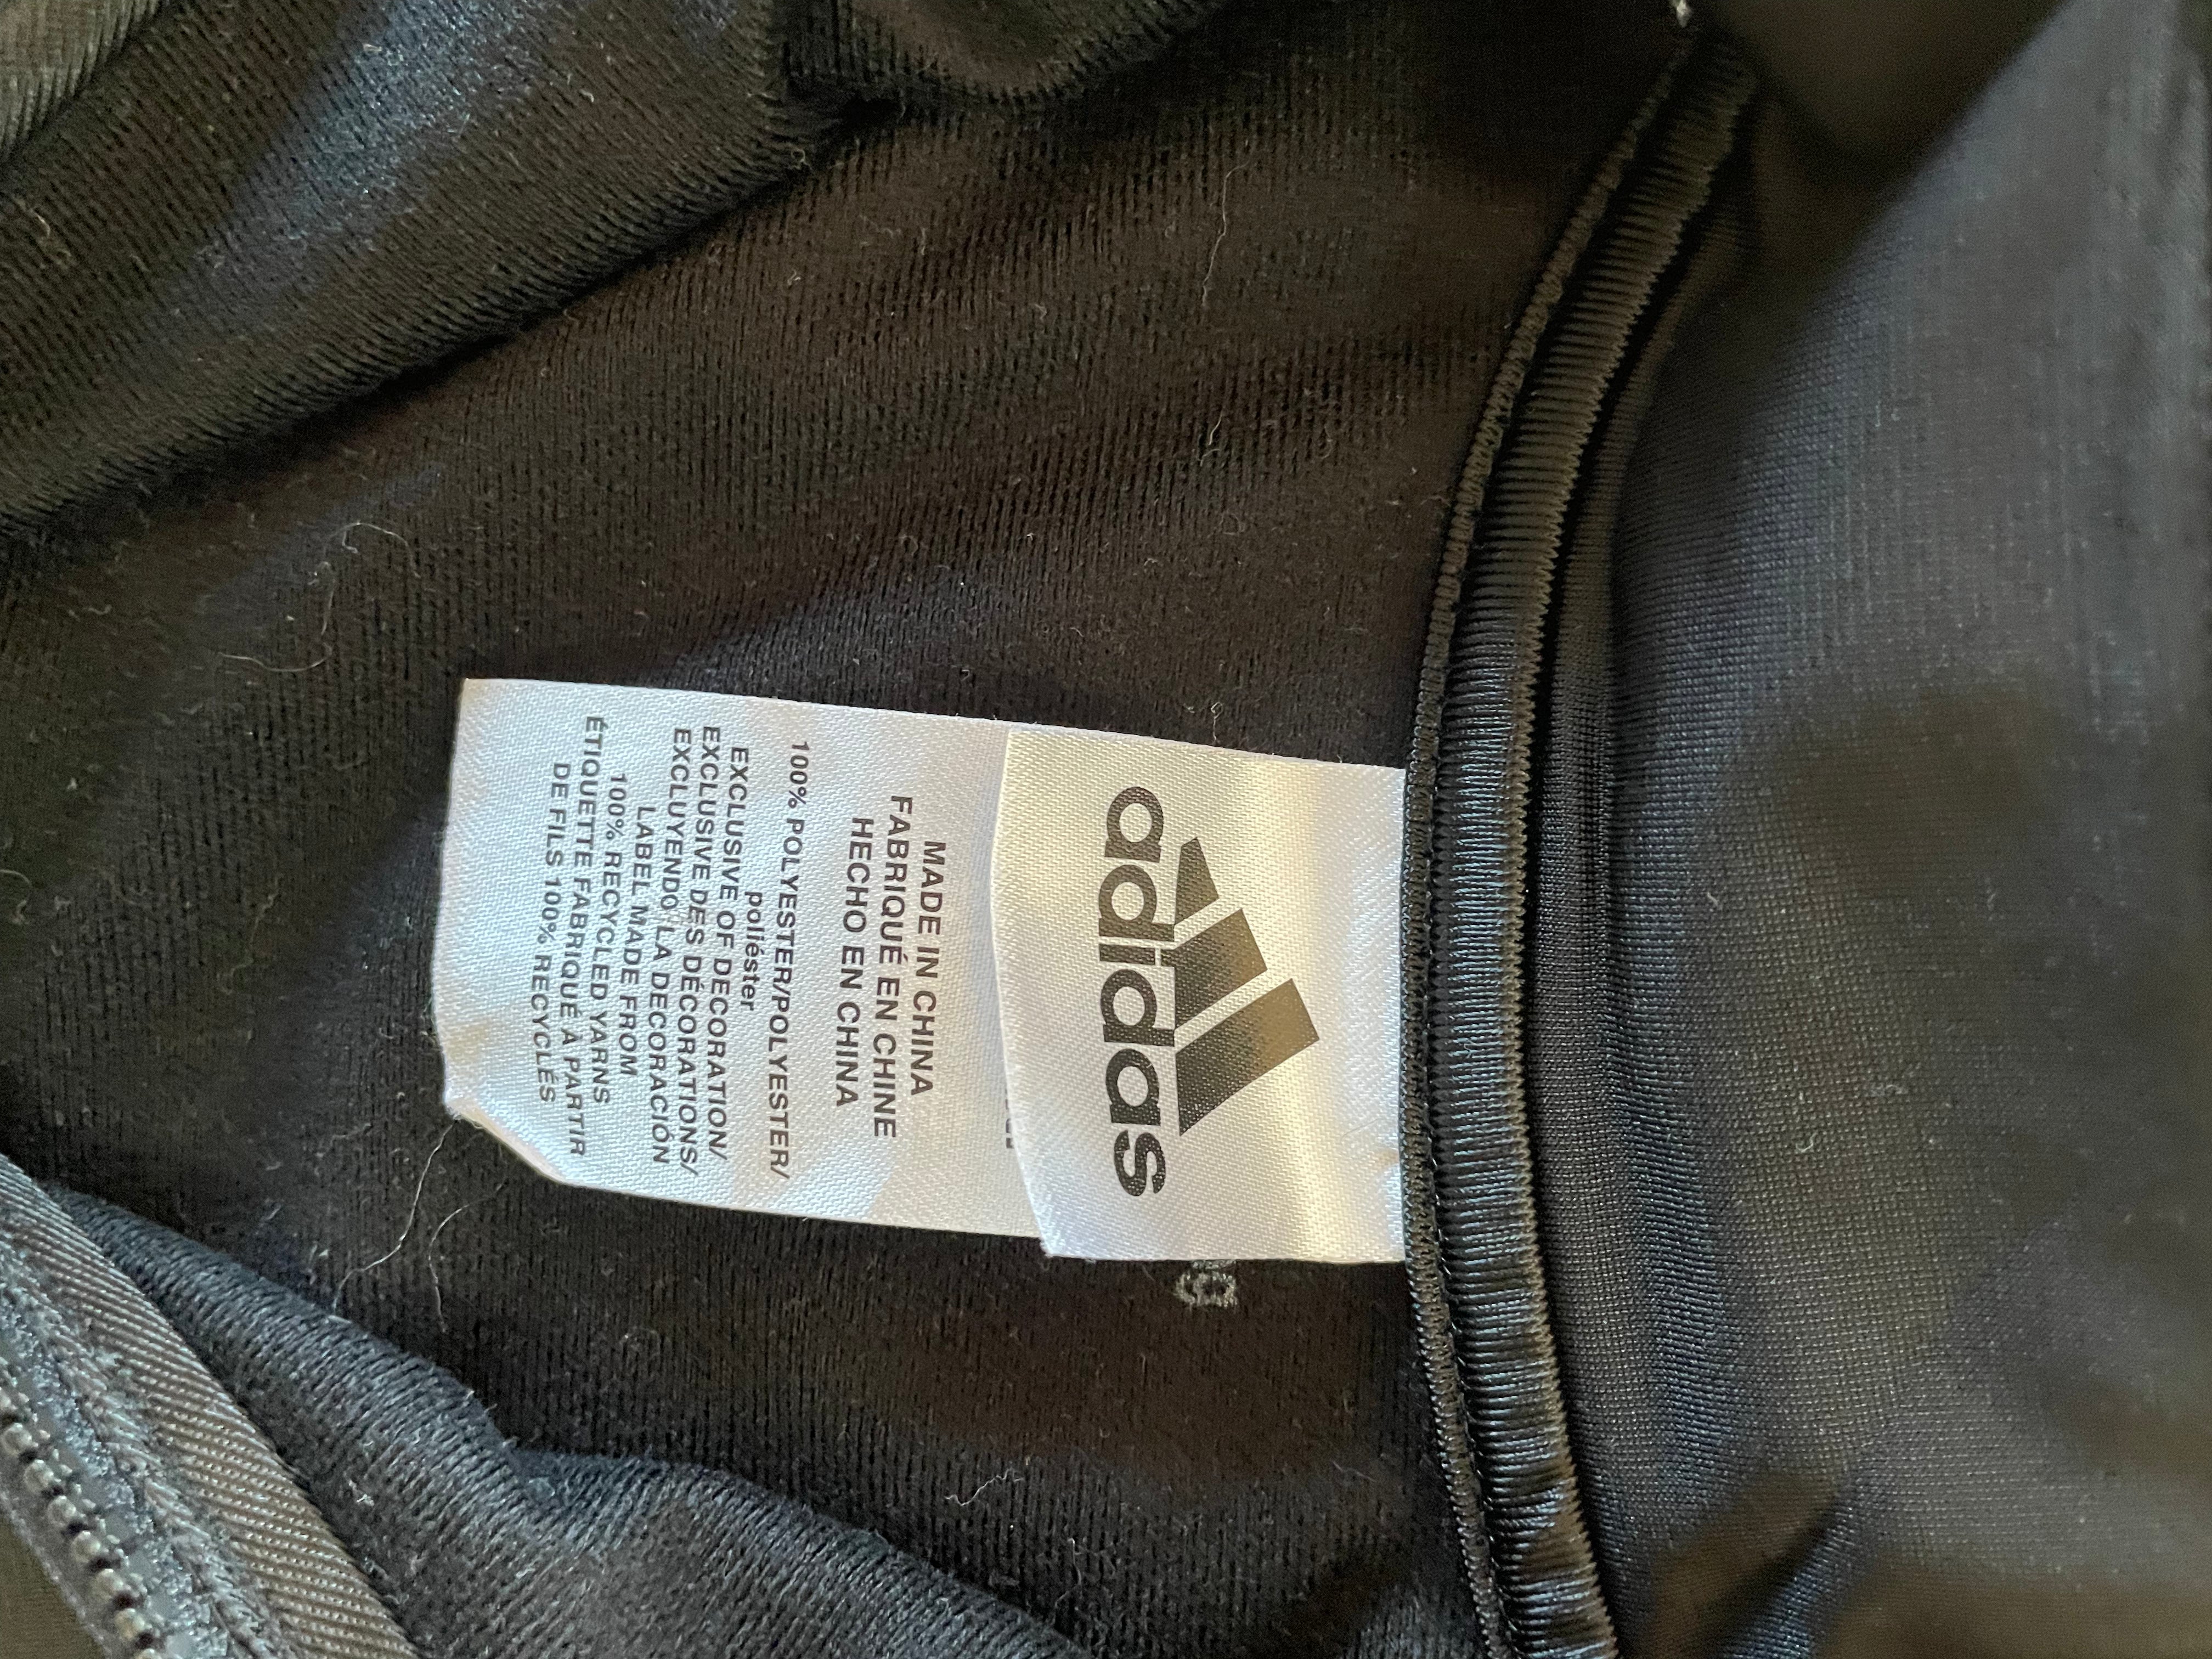 adidas
MADE IN CHINA
FABRIQUÉ EN CHINE
HECHO EN CHINA
100% POLYESTER/POLYESTER/
poliéster
EXCLUSIVE OF DECORATION/
EXCLUSIVE DES DÉCORATIONS/
EXCLUYENDO LA DECORACIÓN
LABEL MADE FROM
100% RECYCLED YARNS
ÉTIQUETTE FABRIQUÉ À PARTIR
DE FILS 100% RECYCLÉS